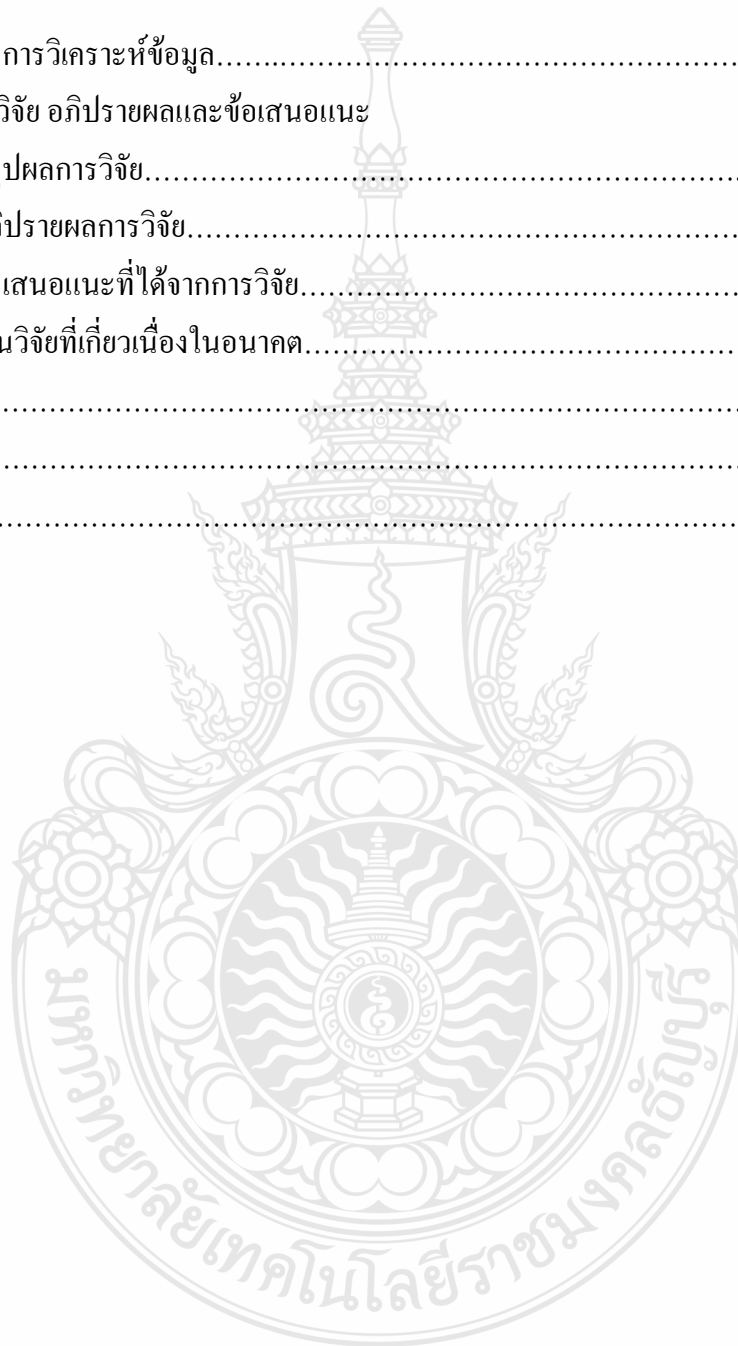 การวิเคราะห์ข้อมูล……..……………………………………………………
วิจัย อภิปรายผลและข้อเสนอแนะ
ปผลการวิจัย……………………………………………………………………
ปรายผลการวิจัย………………………………………………………………
เสนอแนะที่ได้จากการวิจัย……………………………………………………
วิจัยที่เกี่ยวเนื่องในอนาคต……………………………………………………
……………………………………………………………………………………
……………………………………………………………………………………
……………………………………………………………………………………
มหาวิทยาลัยเทคโนโลยีราชมงคลธัญบุรี